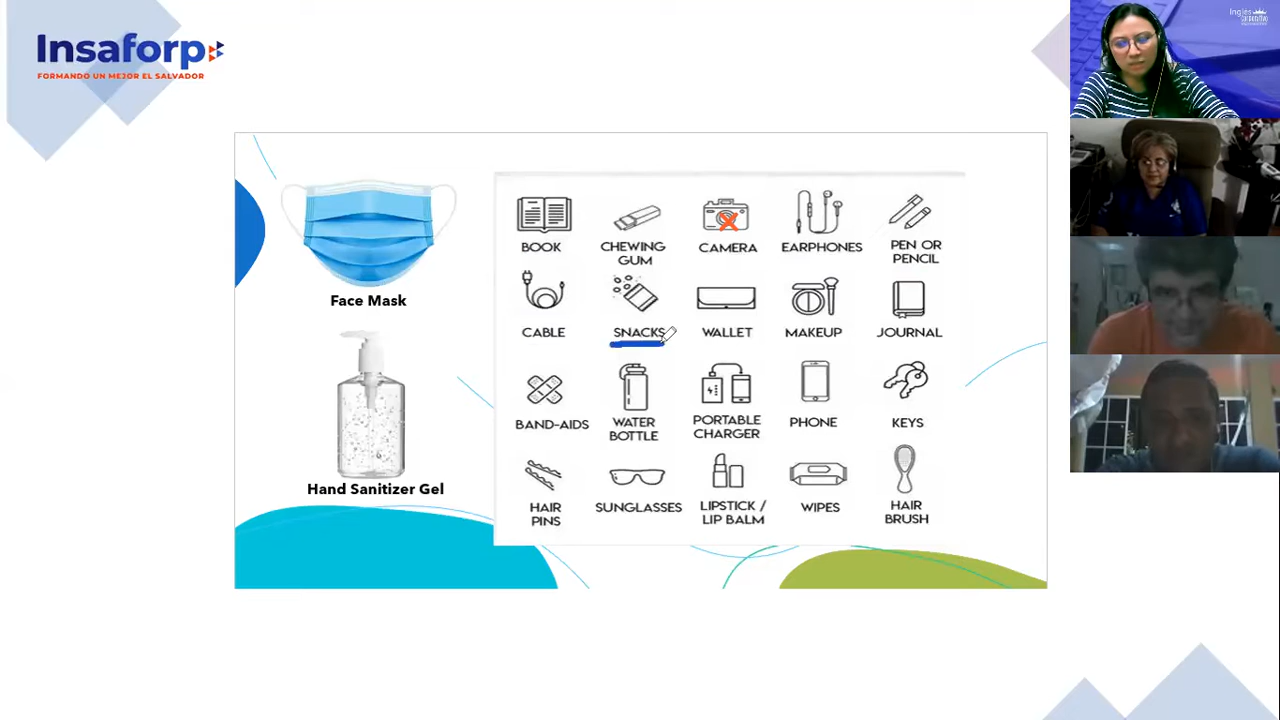 Insaforp
FORMANDO UN MEJOR EL SALVADOR
Face Mask
Hand Sanitizer Gel
BOOK
CHEWING
GUM
CAMERA
EARPHONES
PEN OR
PENCIL
CABLE
SNACKS
WALLET
MAKEUP
JOURNAL
BAND-AIDS
WATER
BOTTLE
PORTABLE
CHARGER
PHONE
KEYS
HAIR
PINS
SUNGLASSES
LIPSTICK /
LIP BALM
WIPES
HAIR
BRUSH